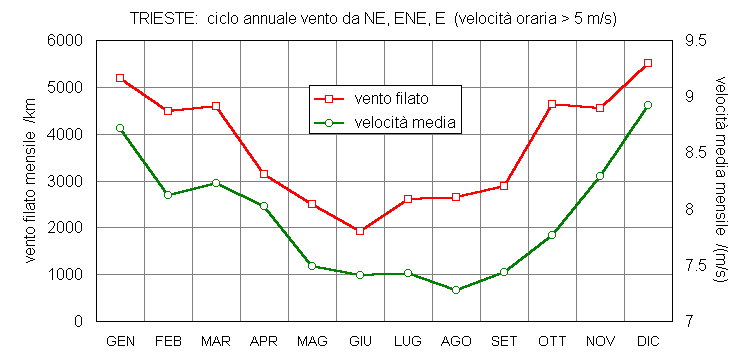 TRIESTE: ciclo annuale vento da NE, ENE, E (velocità oraria > 5 m/s)
6000
5000
4000
3000
2000
1000
0
vento filato mensile /km
vento filato
velocità media
9.5
9
8.5
8
7.5
7
velocità media mensile /(m/s)
GEN FEB MAR APR MAG GIU LUG AGO SET OTT NOV DIC